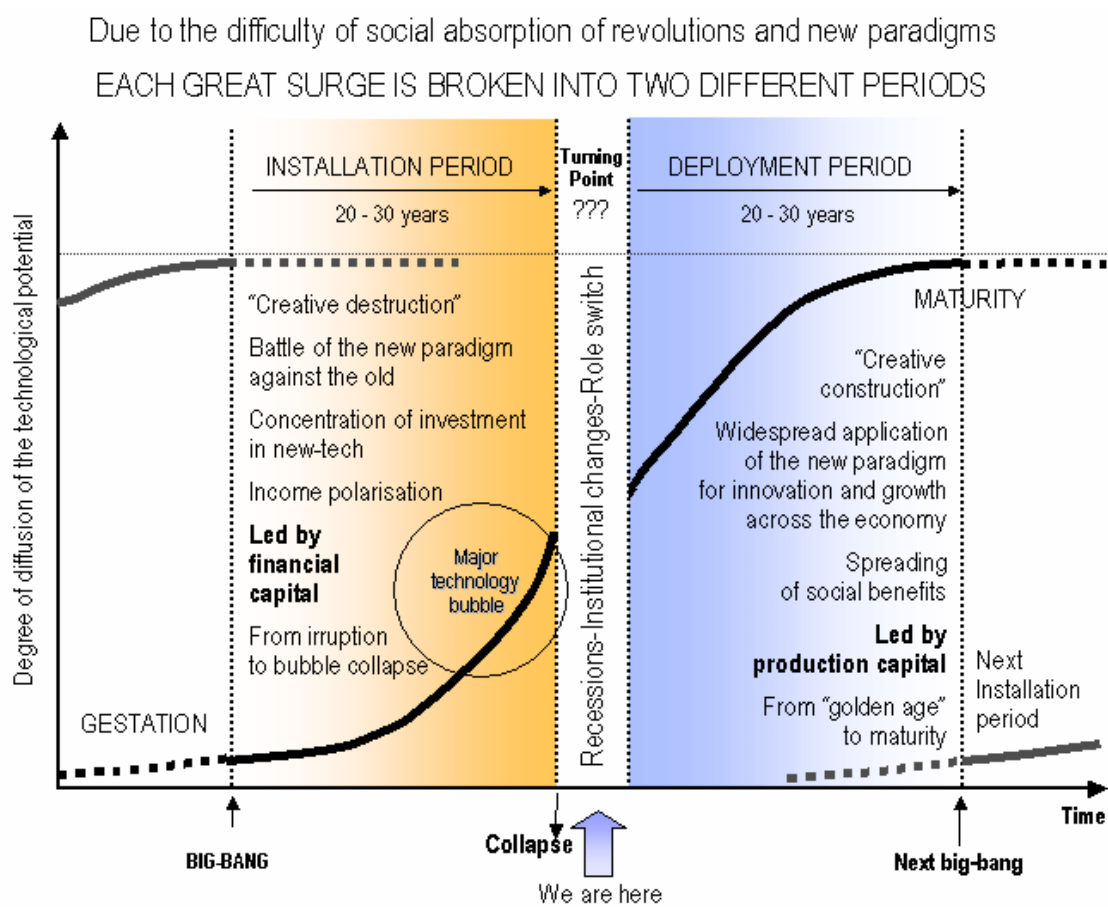 Due to the difficulty of social absorption of revolutions and new paradigms
EACH GREAT SURGE IS BROKEN INTO TWO DIFFERENT PERIODS
Degree of diffusion of the technological potential
INSTALLATION PERIOD
20 - 30 years
Turning
Point
???
DEPLOYMENT PERIOD
20 - 30 years
"Creative destruction"
Battle of the new paradigm
against the old
Concentration of investment
in new-tech
Income polarisation
Led by
financial
capital
From irruption
to bubble collapse
Major
technology
bubble
GESTATION
Recessions-Institutional changes-Role switch
MATURITY
"Creative
construction"
Widespread application
of the new paradigm
for innovation and growth
across the economy
Spreading
of social benefits
Led by
production capital
From "golden age"
to maturity
Next
Installation
period
Time
BIG-BANG
Collapse
We are here
Next big-bang